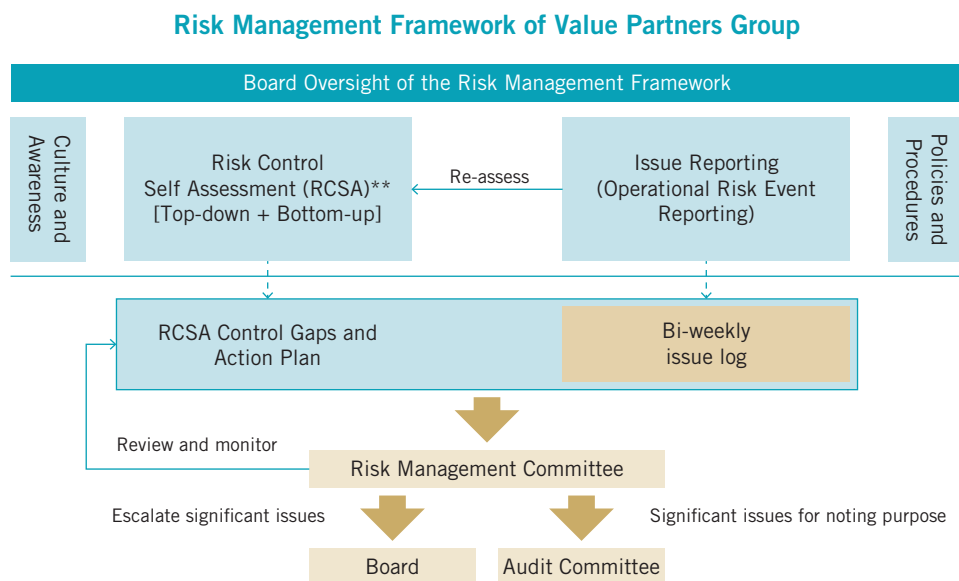 Risk Management Framework of Value Partners Group
Board Oversight of the Risk Management Framework
Culture and
Awareness
Risk Control
Self Assessment (RCSA)**
[Top-down + Bottom-up]
Re-assess
Issue Reporting
(Operational Risk Event
Reporting)
Policies and
Procedures
RCSA Control Gaps and
Action Plan
Bi-weekly
issue log
Review and monitor
Risk Management Committee
Escalate significant issues
Significant issues for noting purpose
Board
Audit Committee